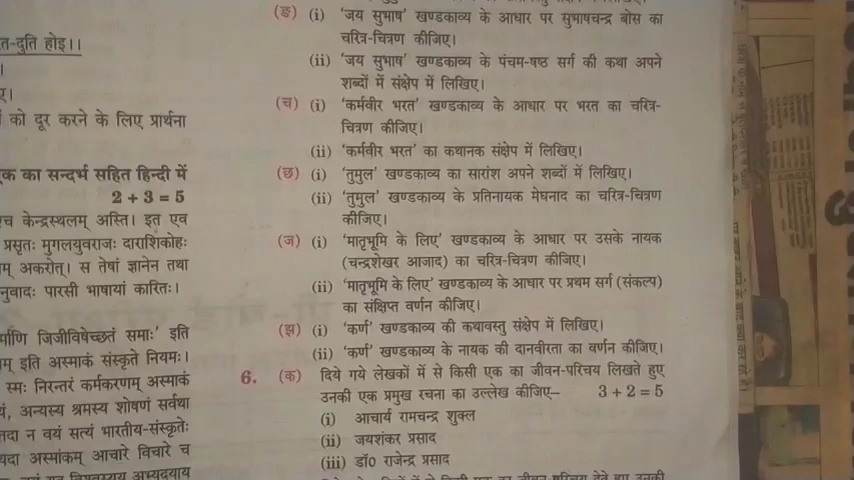 त-दुति होइ।।
को दूर करने के लिए प्रार्थना
क का सन्दर्भ सहित हिन्दी में
2 + 3 = 5
च केन्द्रस्थलम् अस्ति। इत एव
प्रसृतः मुगलयुवराजः दाराशिकोहः
म् अकरोत्। स तेषां ज्ञानेन तथा
नुवादः पारसी भाषायां कारितः।
र्माणि जिजीविषेच्छतं समाः' इति
म् इति अस्माकं संस्कृते नियमः।
स्मः निरन्तरं कर्मकरणम् अस्माकं
यं, अन्यस्य श्रमस्य शोषणं सर्वथा
तदा न वयं सत्यं भारतीय-संस्कृतेः
यदा अस्मांकम् आचारे विचारे च
(ङ) (i) 'जय सुभाष' खण्डकाव्य के आधार पर सुभाषचन्द्र बोस का
चरित्र-चित्रण कीजिए।
(ii) 'जय सुभाष' खण्डकाव्य के पंचम-षष्ठ सर्ग की कथा अपने
शब्दों में संक्षेप में लिखिए।
(च) (i) 'कर्मवीर भरत' खण्डकाव्य के आधार पर भरत का चरित्र-
चित्रण कीजिए।
(ii) 'कर्मवीर भरत' का कथानक संक्षेप में लिखिए।
(छ) (i) 'तुमुल' खण्डकाव्य का सारांश अपने शब्दों में लिखिए।
(ii) 'तुमुल' खण्डकाव्य के प्रतिनायक मेघनाद का चरित्र-चित्रण
कीजिए।
(ज) (i) 'मातृभूमि के लिए' खण्डकाव्य के आधार पर उसके नायक
(चन्द्रशेखर आजाद) का चरित्र-चित्रण कीजिए।
(ii) 'मातृभूमि के लिए' खण्डकाव्य के आधार पर प्रथम सर्ग (संकल्प)
का संक्षिप्त वर्णन कीजिए।
(झ) (i) 'कर्ण' खण्डकाव्य की कथावस्तु संक्षेप में लिखिए।
(ii) 'कर्ण' खण्डकाव्य के नायक की दानवीरता का वर्णन कीजिए।
6. (क) दिये गये लेखकों में से किसी एक का जीवन-परिचय लिखते हुए
उनकी एक प्रमुख रचना का उल्लेख कीजिए– 3 + 2 = 5
(i) आचार्य रामचन्द्र शुक्ल
(ii) जयशंकर प्रसाद
(iii) डॉ0 राजेन्द्र प्रसाद